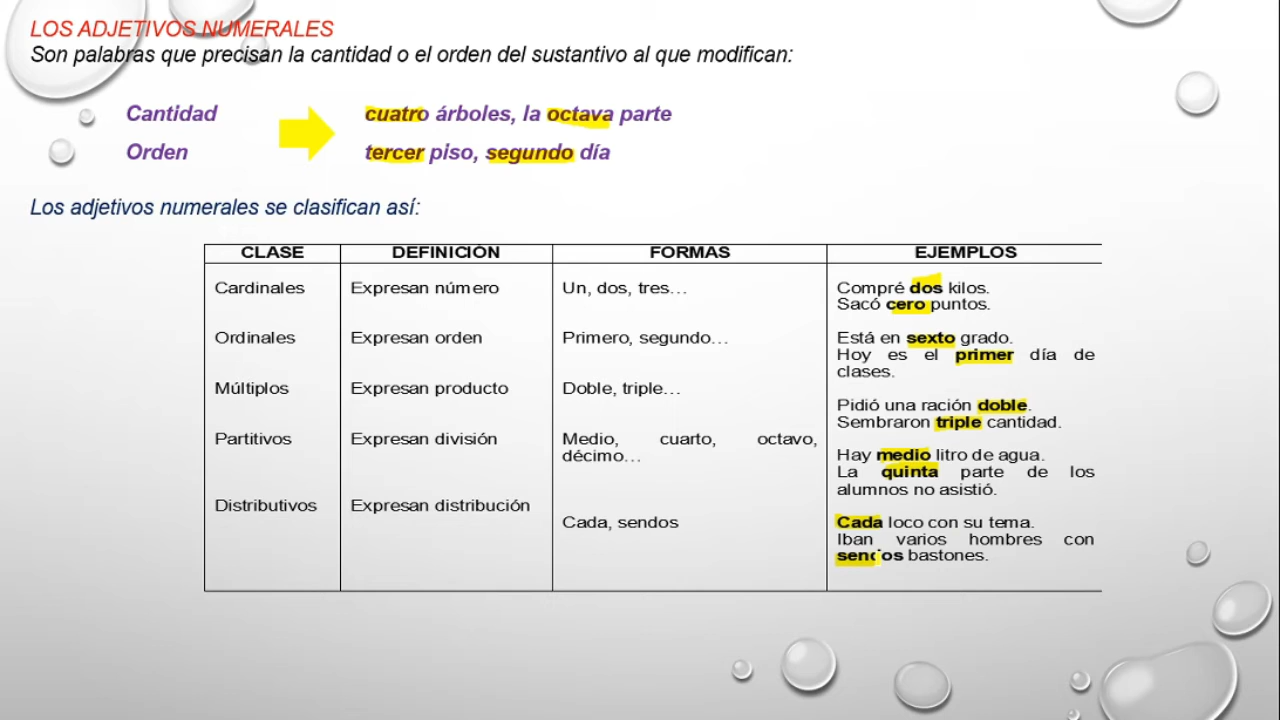 LOS ADJETIVOS NUMERALES
Son palabras que precisan la cantidad o el orden del sustantivo al que modifican:
Cantidad
cuatro árboles, la octava parte
Orden
tercer piso, segundo día
Los adjetivos numerales se clasifican así:
CLASE DEFINICIÓN FORMAS EJEMPLOS
Cardinales Expresan número Un, dos, tres… Compré dos kilos.
Sacó cero puntos.
Ordinales Expresan orden Primero, segundo… Está en sexto grado.
Hoy es el primer día de
clases.
Múltiplos Expresan producto Doble, triple…
Pidió una ración doble.
Sembraron triple cantidad.
Partitivos Expresan división Medio, cuarto, octavo,
décimo…
Hay medio litro de agua.
La quinta parte de los
alumnos no asistió.
Distributivos Expresan distribución
Cada, sendos
Cada loco con su tema.
Iban varios hombres con
sendos bastones.